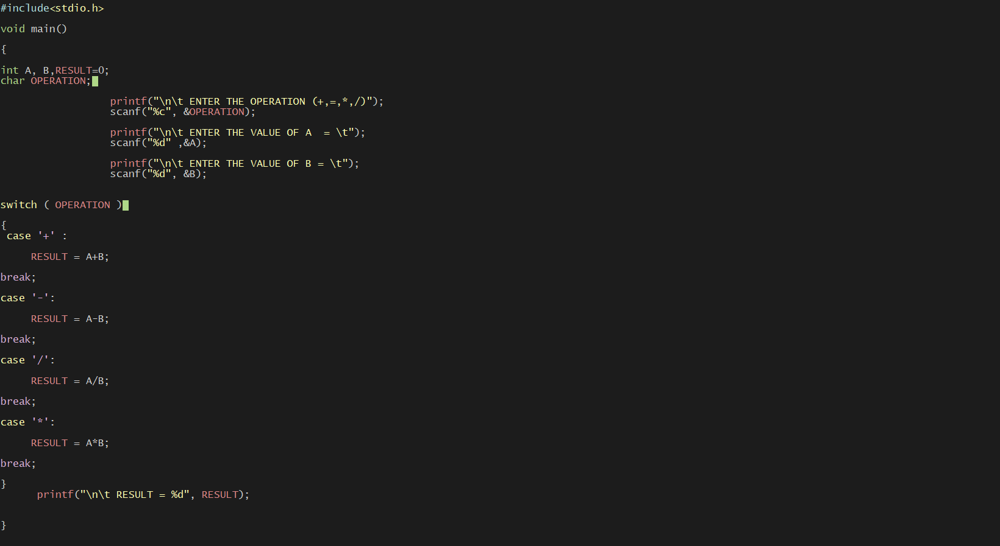 #include<stdio.h>
void main()
{
int A, B,RESULT=0;
char OPERATION;
printf("\n\t ENTER THE OPERATION (+,=,*,/)");
scanf("%c", &OPERATION);
printf("\n\t ENTER THE VALUE OF A  = \t");
scanf("%d" ,&A);
printf("\n\t ENTER THE VALUE OF B = \t");
scanf("%d", &B);
switch ( OPERATION )
{
case '+' :
RESULT = A+B;
break;
case '-':
RESULT = A-B;
break;
case '/':
RESULT = A/B;
break;
case '*':
RESULT = A*B;
break;
}
printf("\n\t RESULT = %d", RESULT);
}